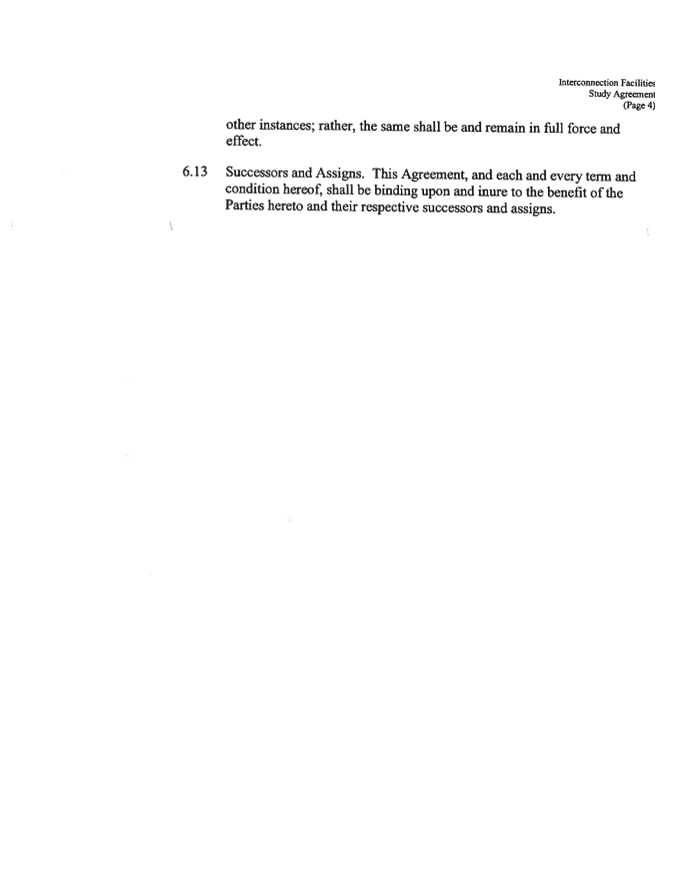 Interconnection Facilities
Study Agreement
(Page 4)
other instances; rather, the same shall be and remain in full force and
effect.
6.13 Successors and Assigns. This Agreement, and each and every term and
condition hereof, shall be binding upon and inure to the benefit of the
Parties hereto and their respective successors and assigns.